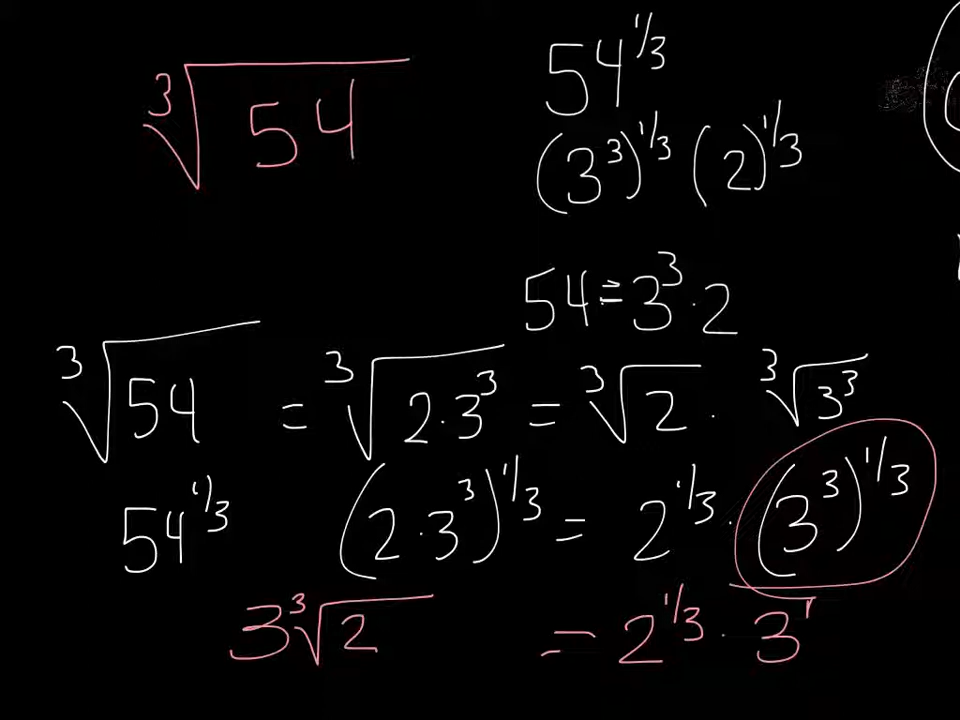 ∛54
54^(1/3)
(3³)^(1/3) (2)^(1/3)
54 = 3³ · 2
∛54 = ∛(2 · 3³) = ∛2 · ∛(3³)
54^(1/3) (2 · 3³)^(1/3) = 2^(1/3) · (3³)^(1/3)
3∛2 = 2^(1/3) · 3¹